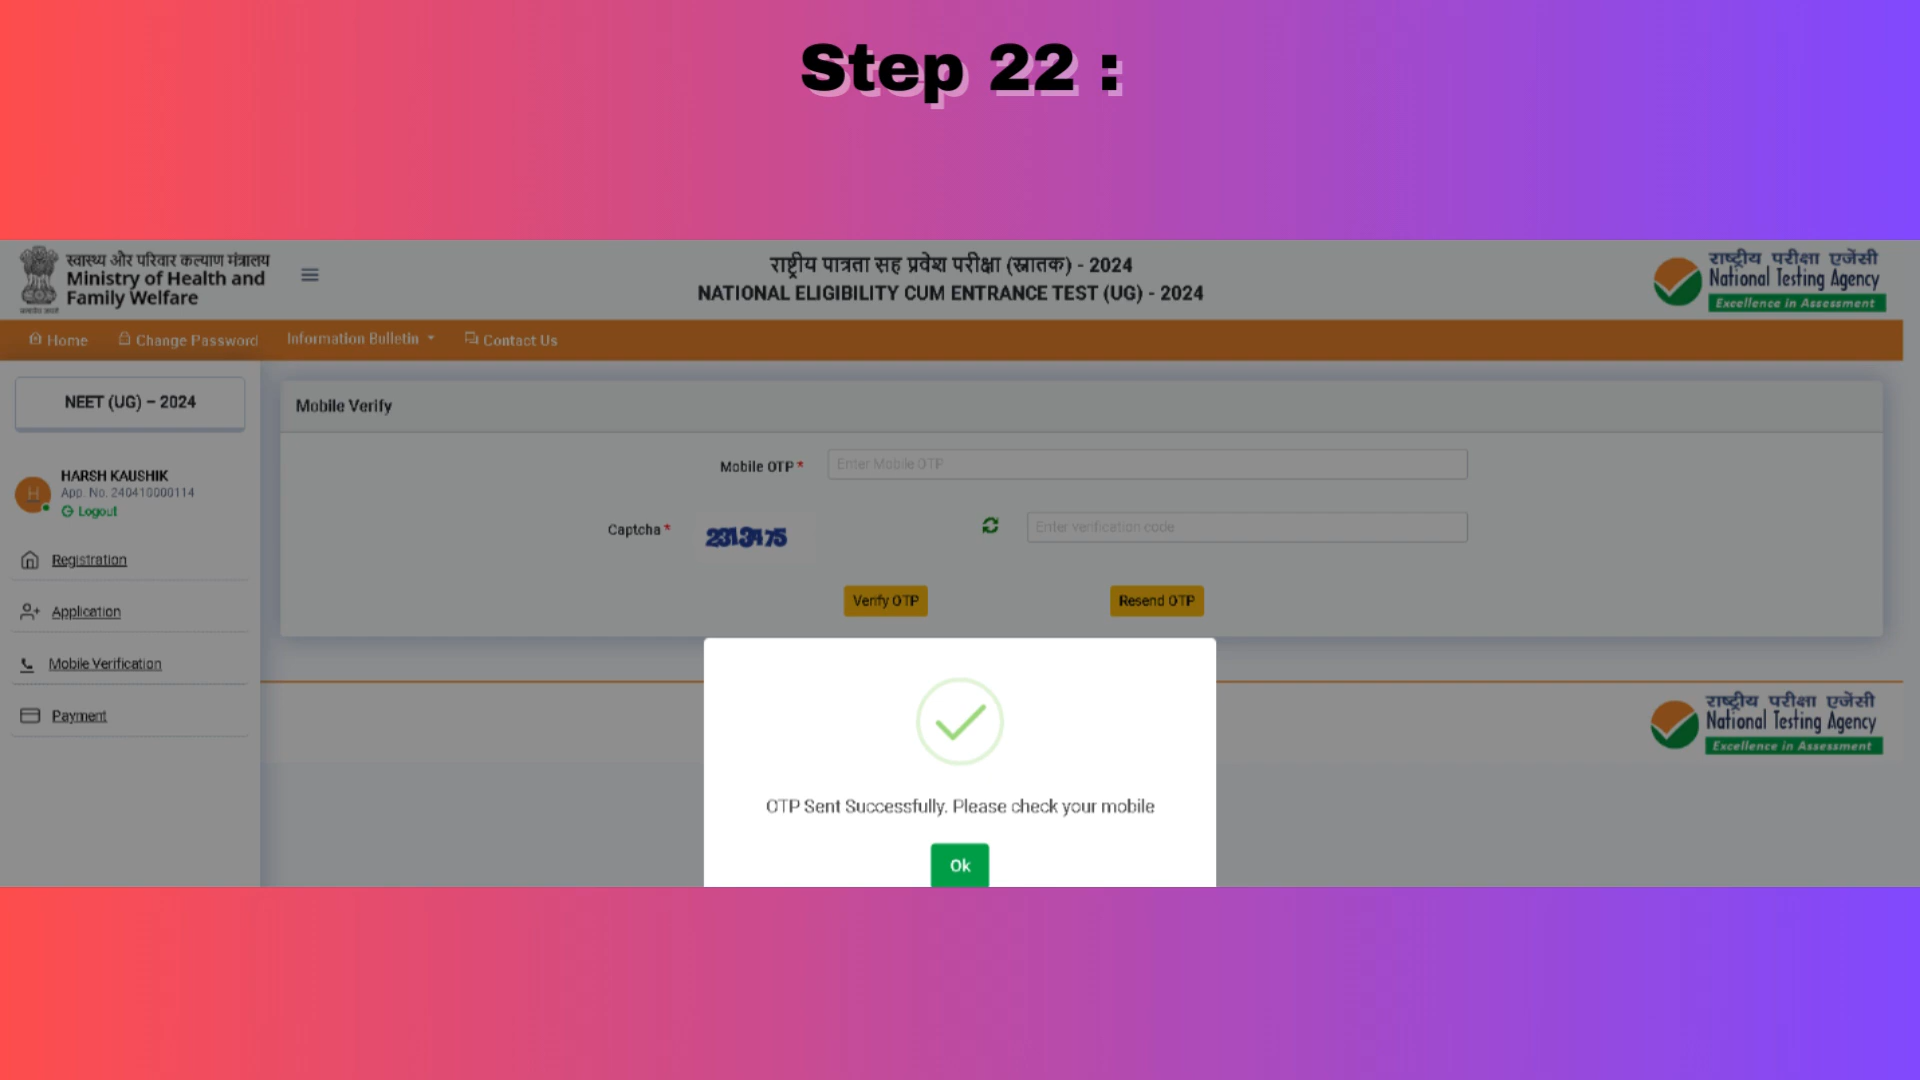 Step 22 :
स्वास्थ्य और परिवार कल्याण मंत्रालय
Ministry of Health and
Family Welfare
राष्ट्रीय पात्रता सह प्रवेश परीक्षा (स्नातक) - 2024
NATIONAL ELIGIBILITY CUM ENTRANCE TEST (UG) - 2024
राष्ट्रीय परीक्षा एजेंसी
National Testing Agency
Excellence in Assessment
Home Change Password Information Bulletin Contact Us
NEET (UG) – 2024
HARSH KAUSHIK
App. No. 240410000114
Logout
Registration
Application
Mobile Verification
Payment
Mobile Verify
Mobile OTP* Enter Mobile OTP
Captcha* Enter verification code
Verify OTP Resend OTP
OTP Sent Successfully. Please check your mobile
Ok
राष्ट्रीय परीक्षा एजेंसी
National Testing Agency
Excellence in Assessment